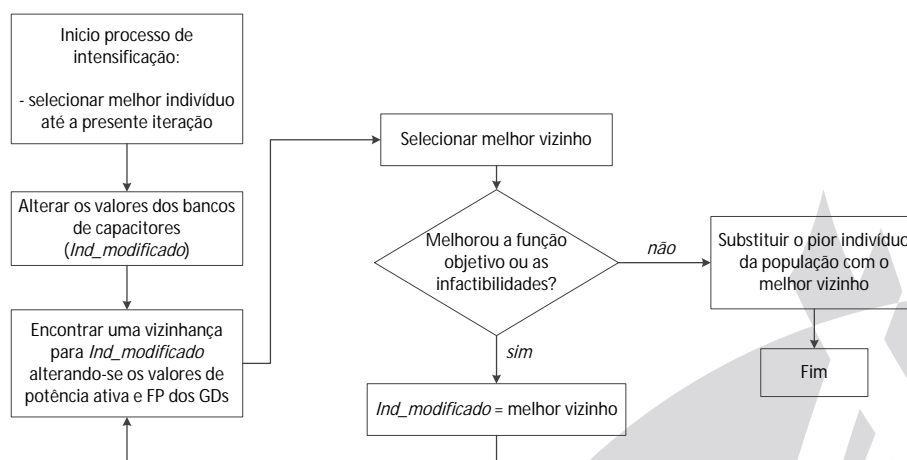 Inicio processo de
intensificação:
- selecionar melhor indivíduo
até a presente iteração
Alterar os valores dos bancos
de capacitores
(Ind_modificado)
Encontrar uma vizinhança
para Ind_modificado
alterando-se os valores de
potência ativa e FP dos GDs
Selecionar melhor vizinho
Melhorou a função
objetivo ou as
infactibilidades?
não
sim
Ind_modificado = melhor vizinho
Substituir o pior indivíduo
da população com o
melhor vizinho
Fim